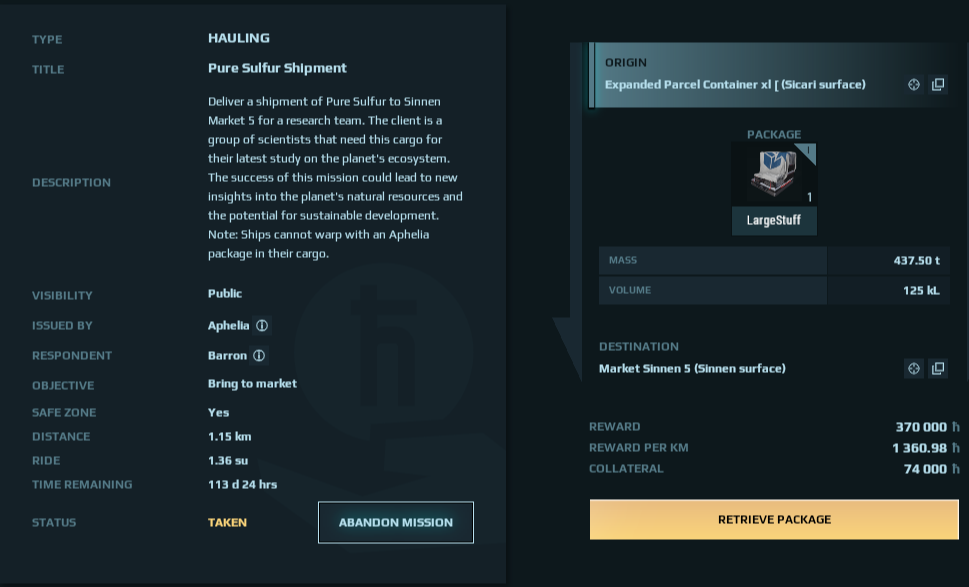 TYPE
HAULING
TITLE
Pure Sulfur Shipment
DESCRIPTION
Deliver a shipment of Pure Sulfur to Sinnen
Market 5 for a research team. The client is a
group of scientists that need this cargo for
their latest study on the planet's ecosystem.
The success of this mission could lead to new
insights into the planet's natural resources and
the potential for sustainable development.
Note: Ships cannot warp with an Aphelia
package in their cargo.
VISIBILITY
Public
ISSUED BY
Aphelia
RESPONDENT
Barron
OBJECTIVE
Bring to market
SAFE ZONE
Yes
DISTANCE
1.15 km
RIDE
1.36 su
TIME REMAINING
113 d 24 hrs
STATUS
TAKEN
ABANDON MISSION
ORIGIN
Expanded Parcel Container xl [ (Sicari surface)
PACKAGE
I
1
LargeStuff
MASS
437.50 t
VOLUME
125 kL
DESTINATION
Market Sinnen 5 (Sinnen surface)
REWARD
370 000 ħ
REWARD PER KM
1 360.98 ħ
COLLATERAL
74 000 ħ
RETRIEVE PACKAGE